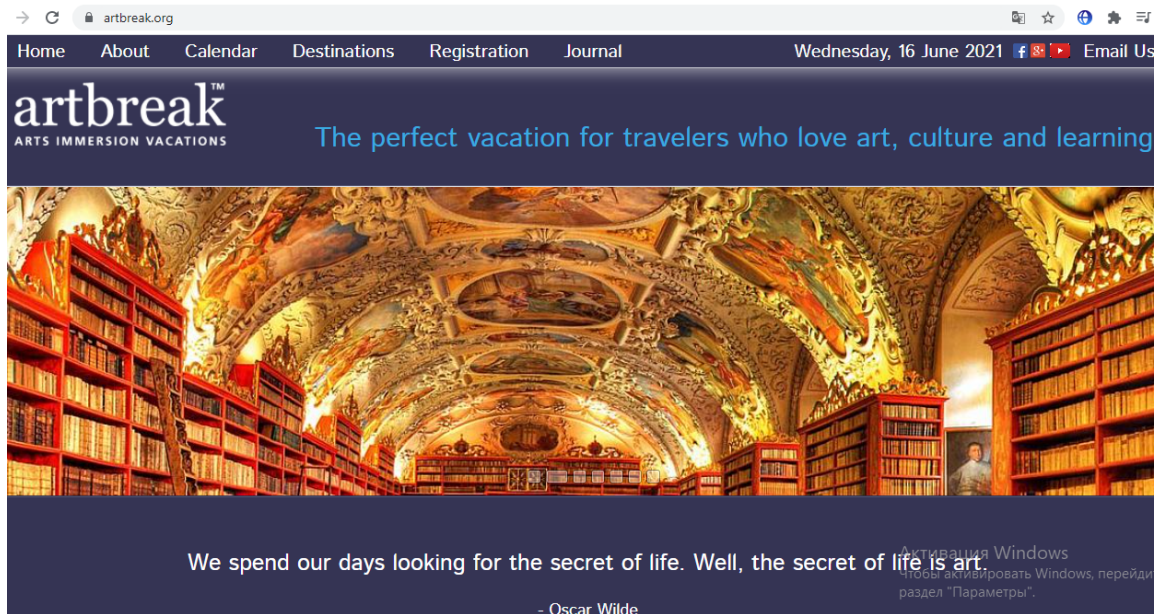 artbreak.org
Home About Calendar Destinations Registration Journal Wednesday, 16 June 2021 Email Us
artbreak™
ARTS IMMERSION VACATIONS
The perfect vacation for travelers who love art, culture and learning
We spend our days looking for the secret of life. Well, the secret of life is art.
- Oscar Wilde
Активация Windows
Чтобы активировать Windows, перейди
раздел "Параметры".